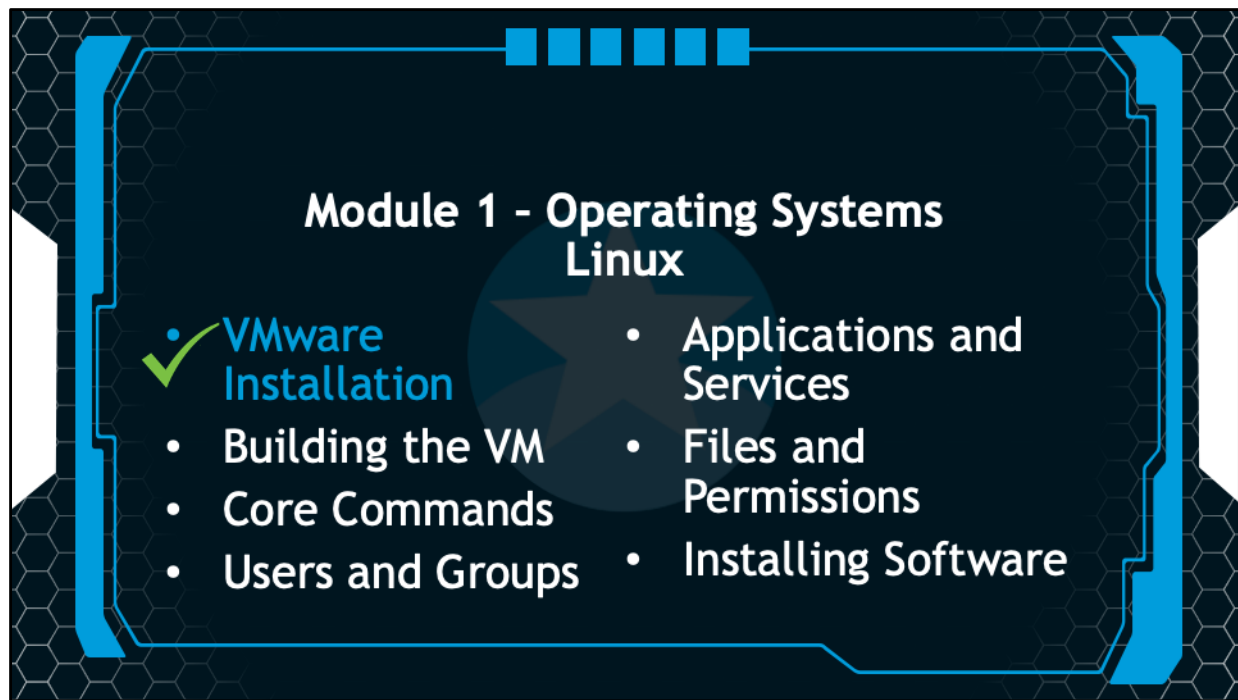 Module 1 - Operating Systems
Linux
• VMware
Installation
• Building the VM
• Core Commands
• Users and Groups
• Applications and
Services
• Files and
Permissions
• Installing Software